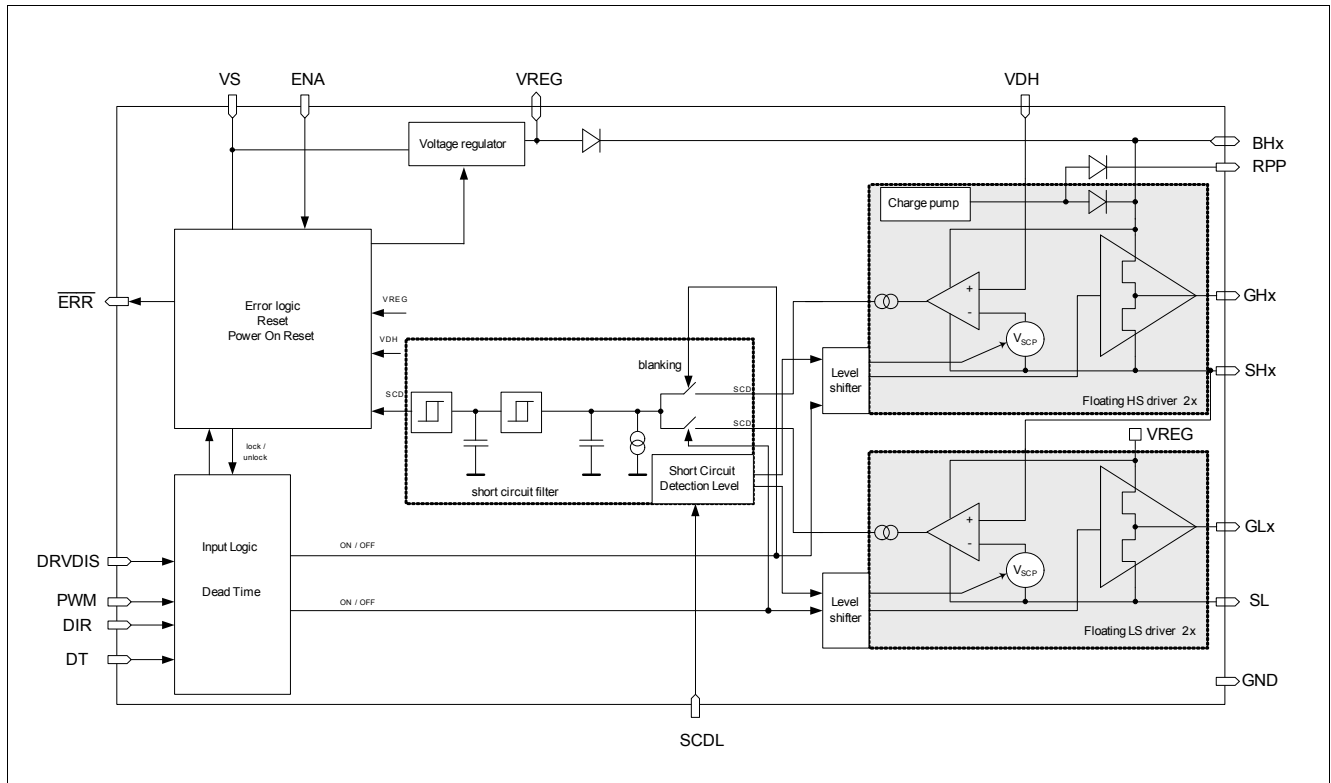 VS
ENA
VREG
VDH
Voltage regulator
BHx
RPP
Charge pump
ERR
Error logic
Reset
Power On Reset
VREG
VDH
SCD
blanking
SCD
SCD
+
-
VSCP
GHx
Level
shifter
SHx
Floating HS driver 2x
lock /
unlock
short circuit filter
Short Circuit
Detection Level
VREG
+
-
VSCP
GLx
Level
shifter
SL
Floating LS driver 2x
Input Logic
Dead Time
ON / OFF
ON / OFF
DRVDIS
PWM
DIR
DT
GND
SCDL